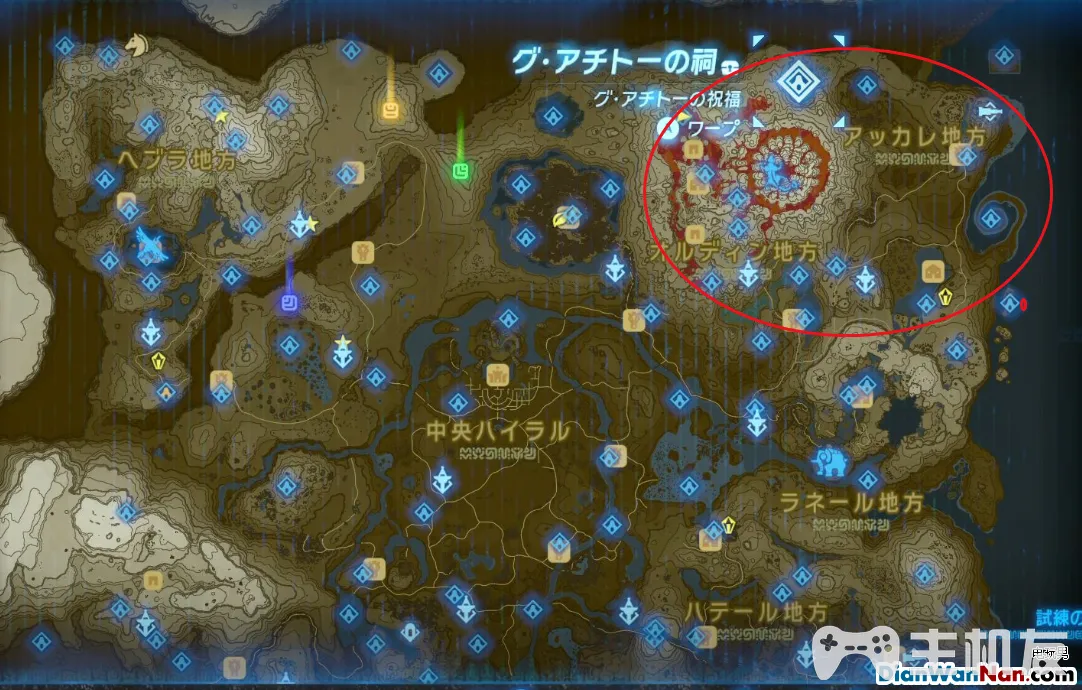 グ・アチトーの祠
グ・アチトーの祝福
ワープ
アッカレ地方
ヘブラ地方
オルディン地方
中央ハイラル
ラネール地方
ハテール地方
試練の
主机友
DianWanNan.com